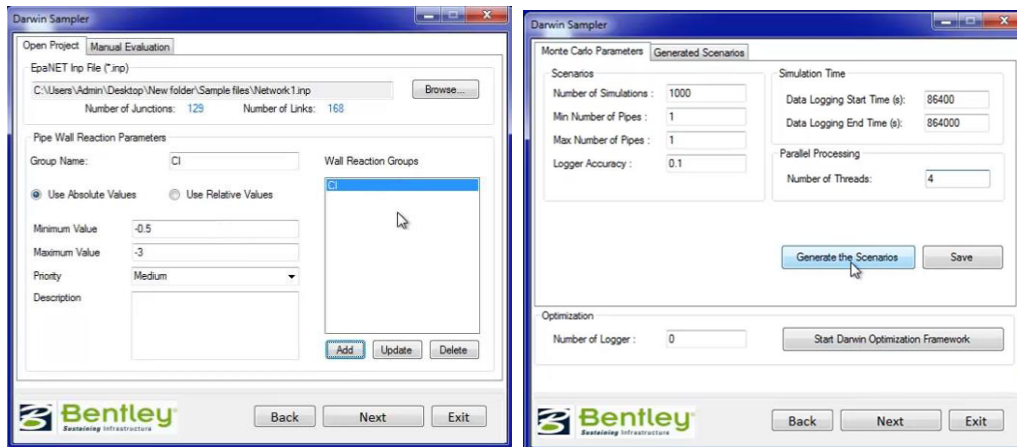 Darwin Sampler
Open Project
Manual Evaluation
EpaNET Inp File (*.inp)
C:\Users\Admin\Desktop\New folder\Sample files\Network1.inp
Browse...
Number of Junctions: 129
Number of Links: 168
Pipe Wall Reaction Parameters
Group Name: CI
Wall Reaction Groups
CI
Use Absolute Values
Use Relative Values
Minimum Value -0.5
Maximum Value -3
Priority Medium
Description
Add
Update
Delete
Bentley
Sustaining Infrastructure
Back
Next
Exit
Darwin Sampler
Monte Carlo Parameters
Generated Scenarios
Scenarios
Number of Simulations : 1000
Min Number of Pipes : 1
Max Number of Pipes : 1
Logger Accuracy : 0.1
Simulation Time
Data Logging Start Time (s): 86400
Data Logging End Time (s): 864000
Parallel Processing
Number of Threads: 4
Generate the Scenarios
Save
Optimization
Number of Logger : 0
Start Darwin Optimization Framework
Bentley
Sustaining Infrastructure
Back
Next
Exit